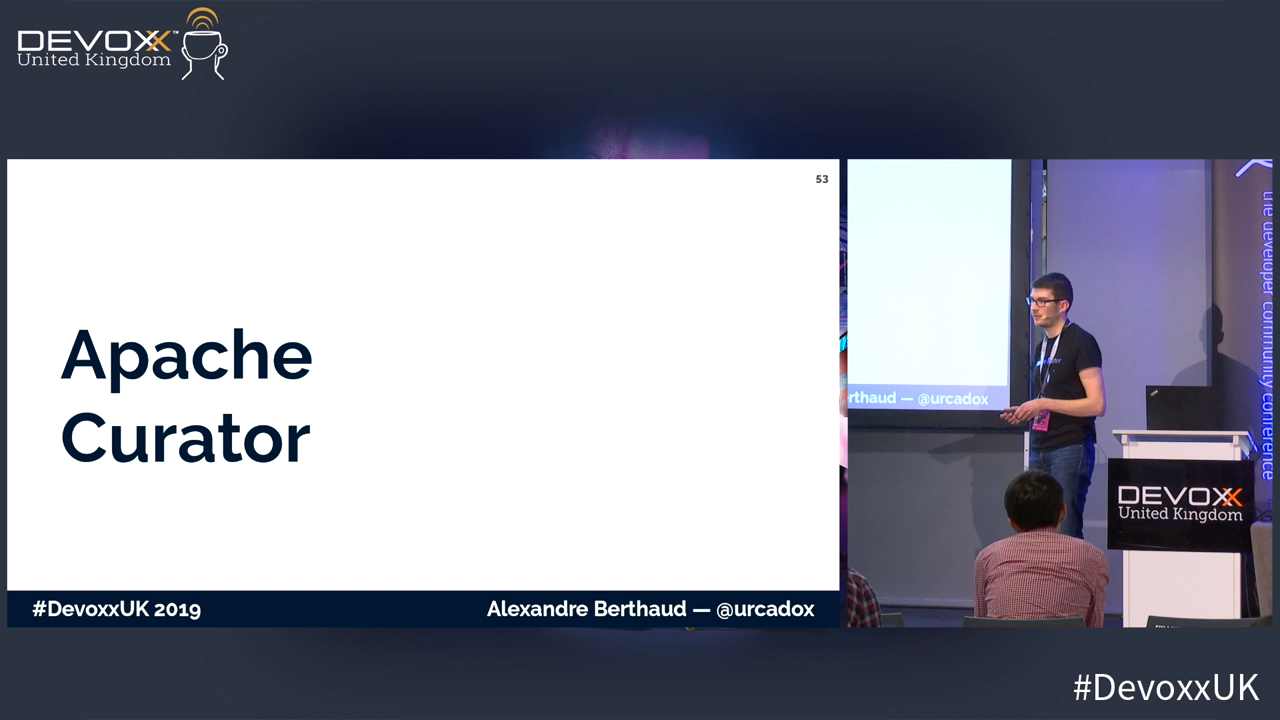 DEVOXX™
United Kingdom
53
Apache
Curator
#DevoxxUK 2019
Alexandre Berthaud — @urcadox
rthaud — @urcadox
the developer community conference
DEVOXX
United Kingdom
#DevoxxUK